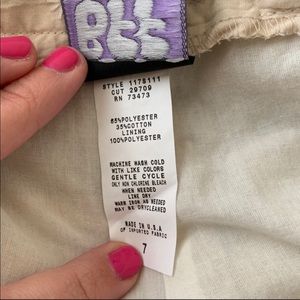 STYLE 1175111
CUT 29709
RN 73473
65%POLYESTER
35%COTTON
LINING
100%POLYESTER
MACHINE WASH COLD
WITH LIKE COLORS
GENTLE CYCLE
ONLY NON CHLORINE BLEACH
WHEN NEEDED
LINE DRY
WARM IRON AS NEEDED
MAY BE DRYCLEANED
MADE IN U.S.A
OF IMPORTED FABRIC
7